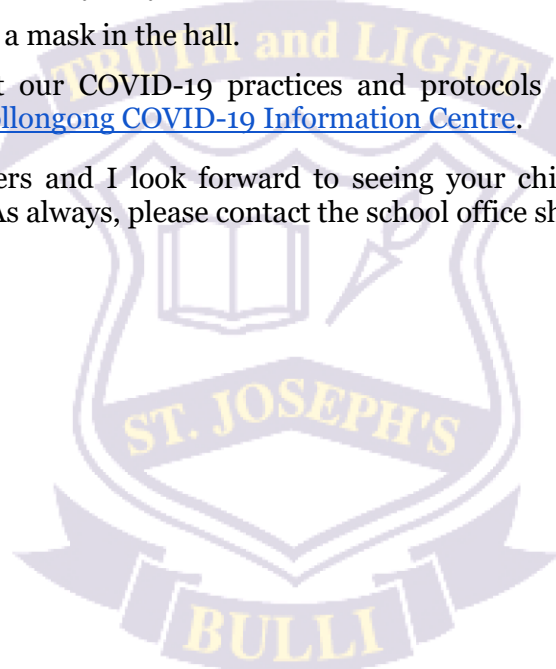 a mask in the hall.
our COVID-19 practices and protocols
ollongong COVID-19 Information Centre.
ers and I look forward to seeing your chi
As always, please contact the school office sh
TRUTH and LIGHT
ST. JOSEPH'S
BULLI